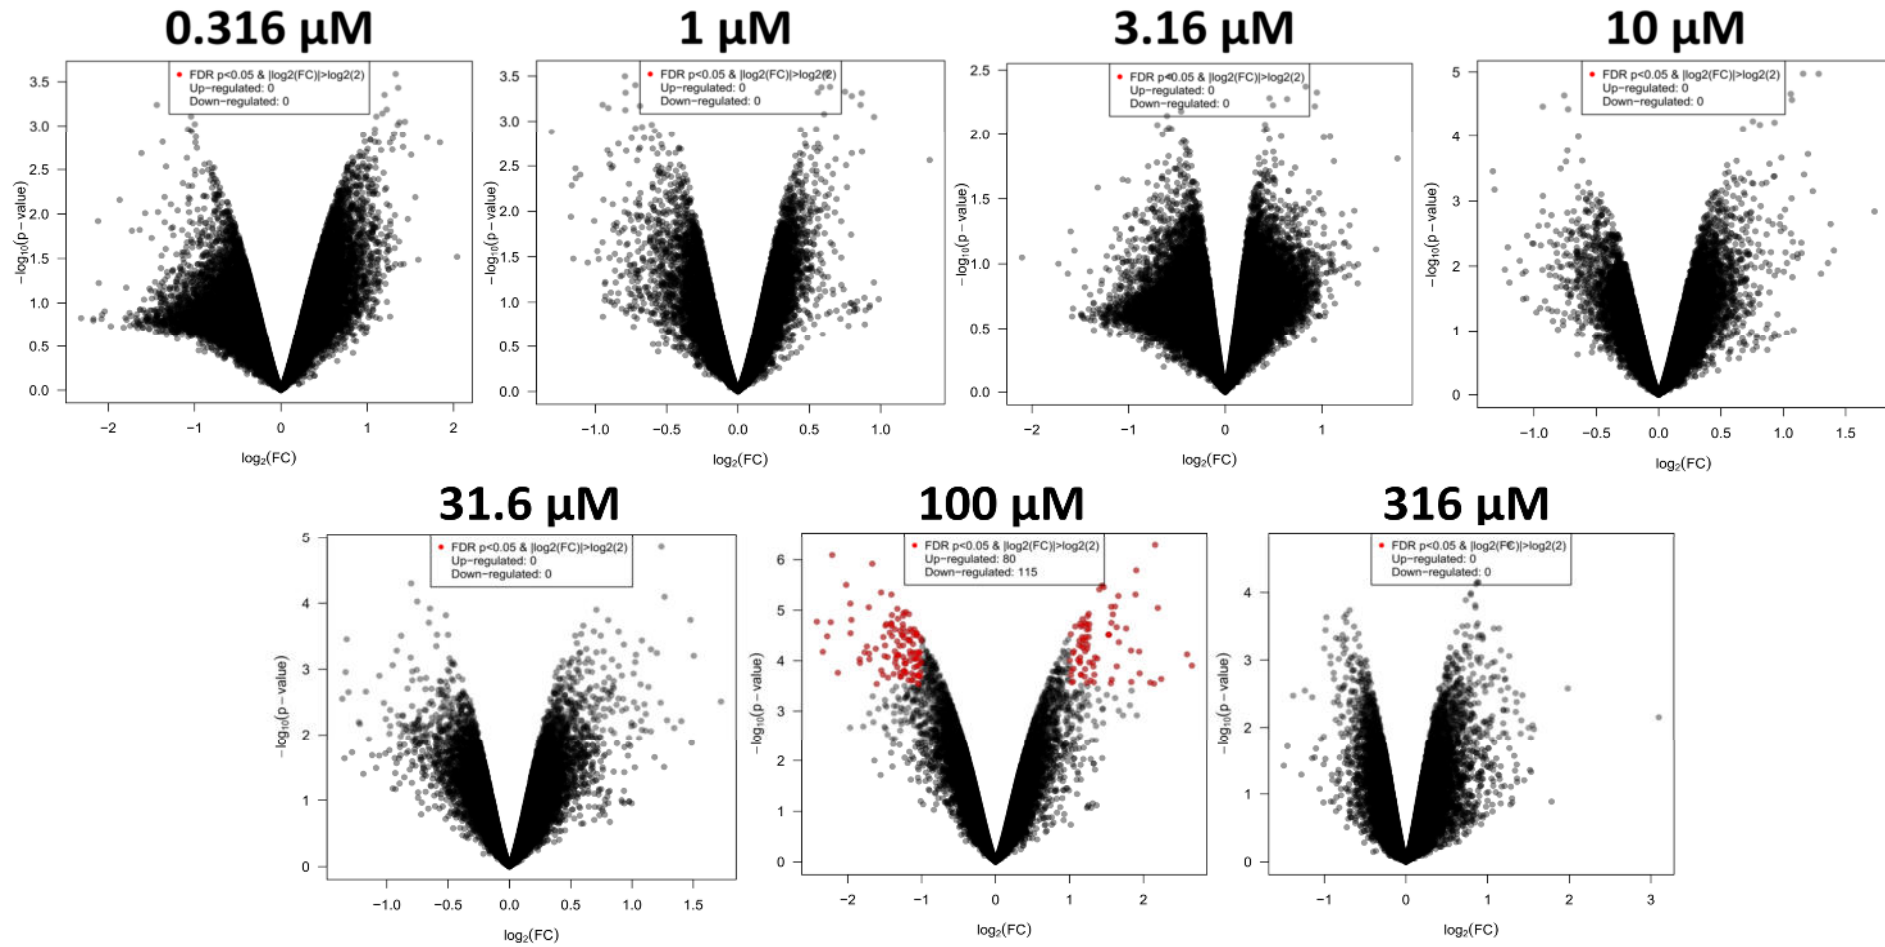 0.316 μM
FDR p<0.05 & |log2(FC)|>log2(2)
Up−regulated: 0
Down−regulated: 0
−log10(p−value)
3.5
3.0
2.5
2.0
1.5
1.0
0.5
0.0
−2 −1 0 1 2
log2(FC)
1 μM
FDR p<0.05 & |log2(FC)|>log2(2)
Up−regulated: 0
Down−regulated: 0
−log10(p−value)
3.5
3.0
2.5
2.0
1.5
1.0
0.5
0.0
−1.0 −0.5 0.0 0.5 1.0
log2(FC)
3.16 μM
FDR p<0.05 & |log2(FC)|>log2(2)
Up−regulated: 0
Down−regulated: 0
−log10(p−value)
2.5
2.0
1.5
1.0
0.5
0.0
−2 −1 0 1
log2(FC)
10 μM
FDR p<0.05 & |log2(FC)|>log2(2)
Up−regulated: 0
Down−regulated: 0
−log10(p−value)
5
4
3
2
1
0
−1.0 −0.5 0.0 0.5 1.0 1.5
log2(FC)
31.6 μM
FDR p<0.05 & |log2(FC)|>log2(2)
Up−regulated: 0
Down−regulated: 0
−log10(p−value)
5
4
3
2
1
0
−1.0 −0.5 0.0 0.5 1.0 1.5
log2(FC)
100 μM
FDR p<0.05 & |log2(FC)|>log2(2)
Up−regulated: 80
Down−regulated: 115
−log10(p−value)
6
5
4
3
2
1
0
−2 −1 0 1 2
log2(FC)
316 μM
FDR p<0.05 & |log2(FC)|>log2(2)
Up−regulated: 0
Down−regulated: 0
−log10(p−value)
4
3
2
1
0
−1 0 1 2 3
log2(FC)